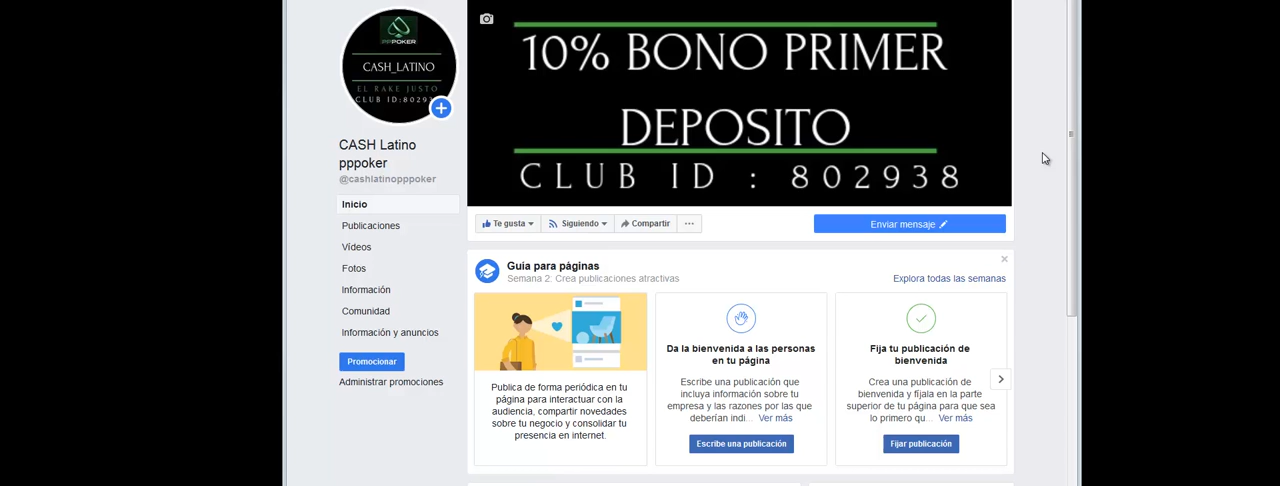 PPPOKER
CASH_LATINO
EL RAKE JUSTO
CLUB ID:80293
10% BONO PRIMER
DEPOSITO
CLUB ID : 802938
CASH Latino
pppoker
@cashlatinopppoker
Inicio
Publicaciones
Vídeos
Fotos
Información
Comunidad
Información y anuncios
Promocionar
Administrar promociones
Te gusta
Siguiendo
Compartir
Enviar mensaje
Guía para páginas
Semana 2: Crea publicaciones atractivas
Explora todas las semanas
Publica de forma periódica en tu
página para interactuar con la
audiencia, compartir novedades
sobre tu negocio y consolidar tu
presencia en internet.
Da la bienvenida a las personas
en tu página
Escribe una publicación que
incluya información sobre tu
empresa y las razones por las que
deberían indi... Ver más
Escribe una publicación
Fija tu publicación de
bienvenida
Crea una publicación de
bienvenida y fíjala en la parte
superior de tu página para que sea
lo primero qu... Ver más
Fijar publicación